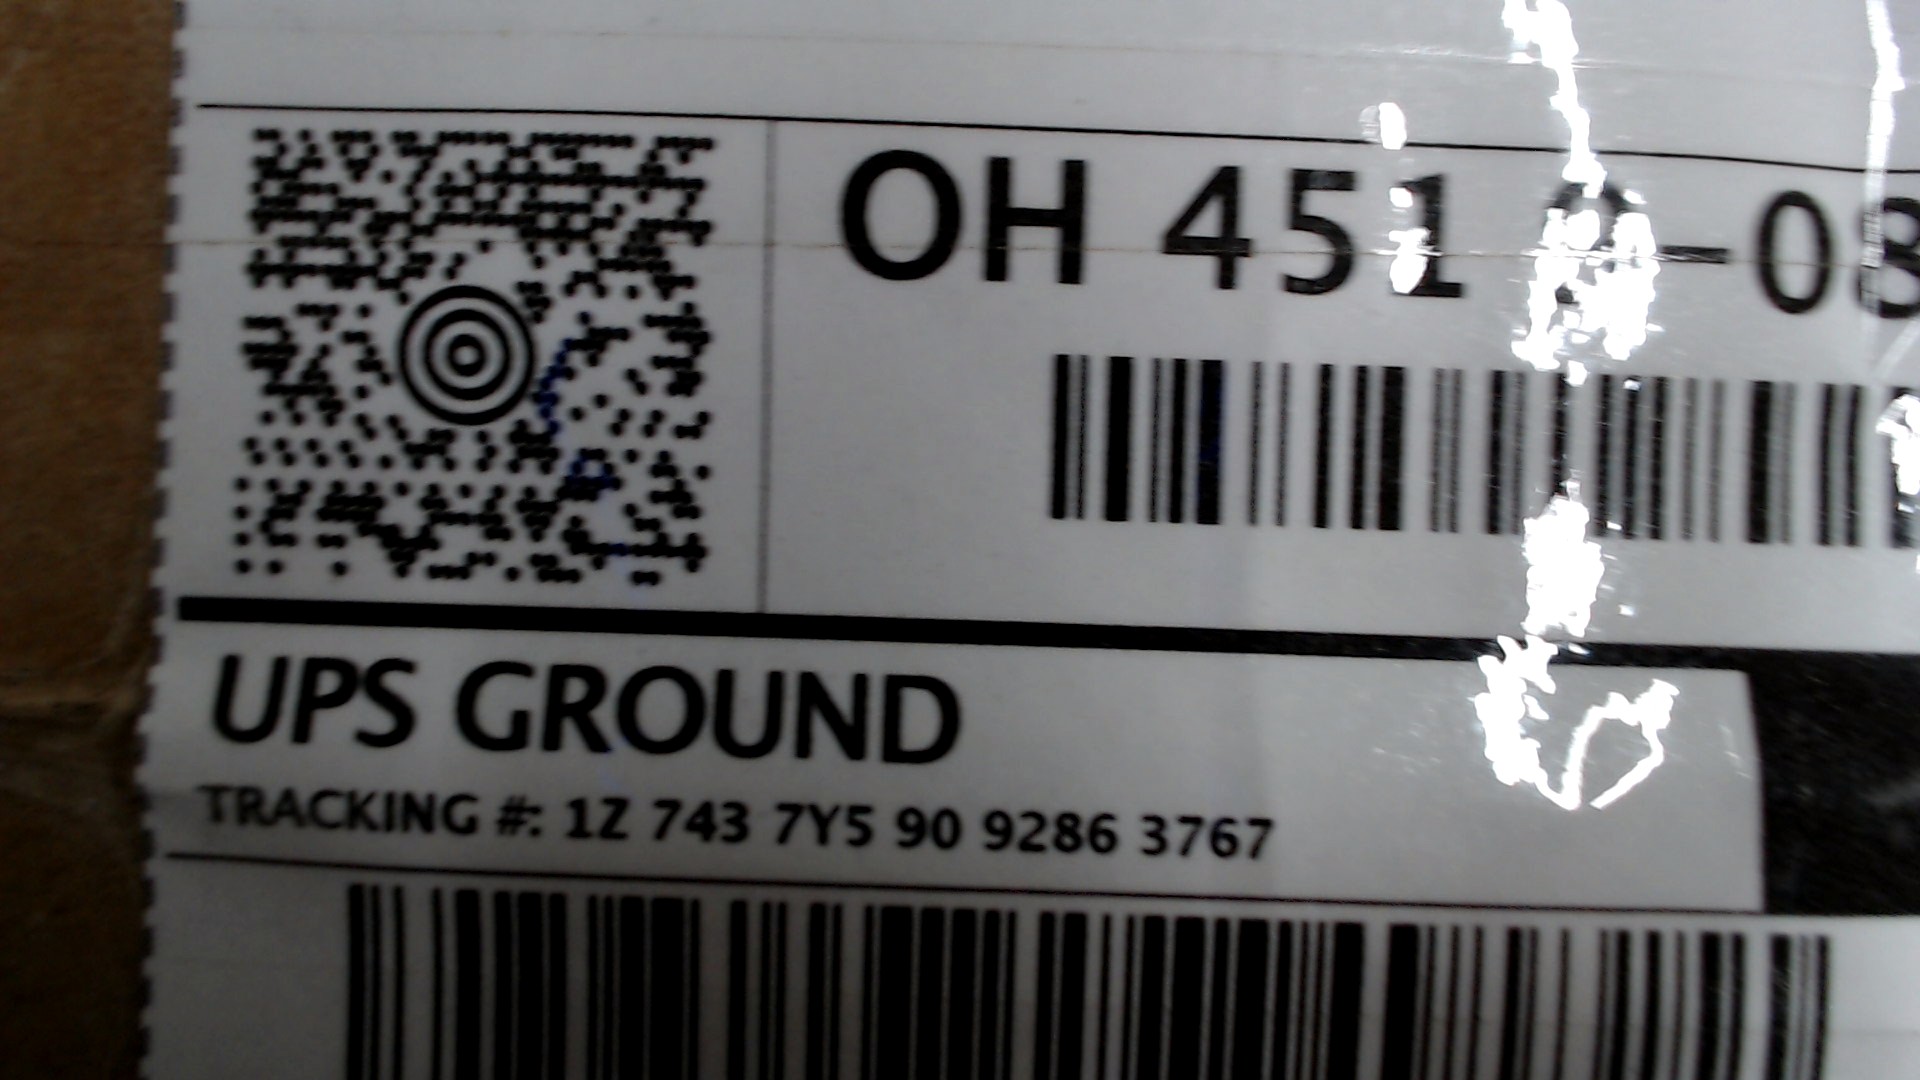 OH 451
UPS GROUND
TRACKING #: 1Z 743 7Y5 90 9286 3767